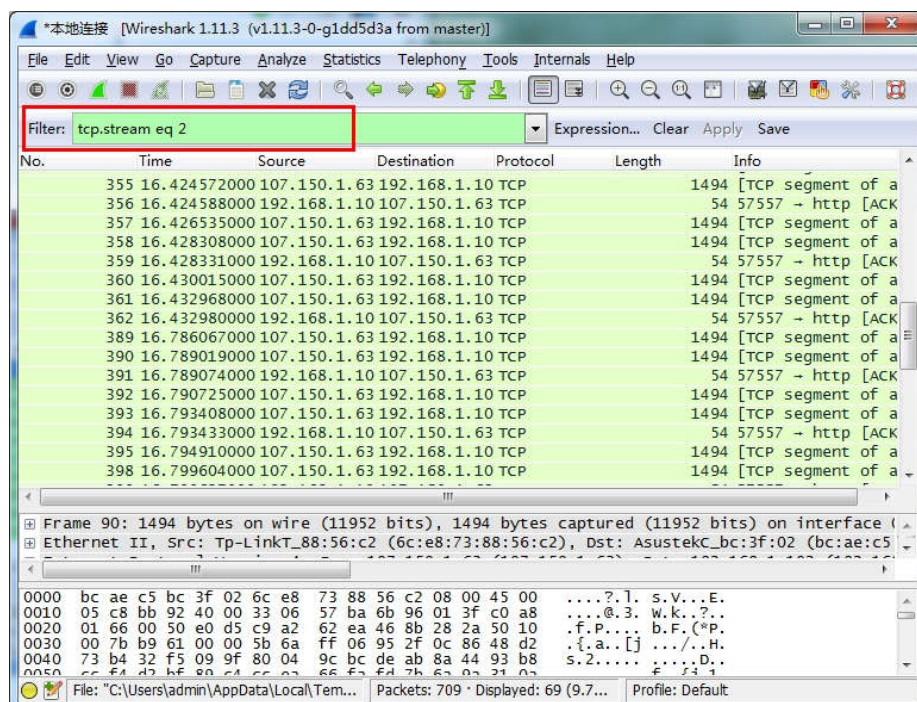 *本地连接 [Wireshark 1.11.3 (v1.11.3-0-g1dd5d3a from master)]
File Edit View Go Capture Analyze Statistics Telephony Tools Internals Help
Filter: tcp.stream eq 2 Expression... Clear Apply Save
No. Time Source Destination Protocol Length Info
355 16.424572000 107.150.1.63 192.168.1.10 TCP 1494 [TCP segment of a
356 16.424588000 192.168.1.10 107.150.1.63 TCP 54 57557 → http [ACK
357 16.426535000 107.150.1.63 192.168.1.10 TCP 1494 [TCP segment of a
358 16.428308000 107.150.1.63 192.168.1.10 TCP 1494 [TCP segment of a
359 16.428331000 192.168.1.10 107.150.1.63 TCP 54 57557 → http [ACK
360 16.430015000 107.150.1.63 192.168.1.10 TCP 1494 [TCP segment of a
361 16.432968000 107.150.1.63 192.168.1.10 TCP 1494 [TCP segment of a
362 16.432980000 192.168.1.10 107.150.1.63 TCP 54 57557 → http [ACK
389 16.786067000 107.150.1.63 192.168.1.10 TCP 1494 [TCP segment of a
390 16.789019000 107.150.1.63 192.168.1.10 TCP 1494 [TCP segment of a
391 16.789074000 192.168.1.10 107.150.1.63 TCP 54 57557 → http [ACK
392 16.790725000 107.150.1.63 192.168.1.10 TCP 1494 [TCP segment of a
393 16.793408000 107.150.1.63 192.168.1.10 TCP 1494 [TCP segment of a
394 16.793433000 192.168.1.10 107.150.1.63 TCP 54 57557 → http [ACK
395 16.794910000 107.150.1.63 192.168.1.10 TCP 1494 [TCP segment of a
398 16.799604000 107.150.1.63 192.168.1.10 TCP 1494 [TCP segment of a
Frame 90: 1494 bytes on wire (11952 bits), 1494 bytes captured (11952 bits) on interface (
Ethernet II, Src: Tp-LinkT_88:56:c2 (6c:e8:73:88:56:c2), Dst: AsustekC_bc:3f:02 (bc:ae:c5
0000 bc ae c5 bc 3f 02 6c e8 73 88 56 c2 08 00 45 00 ....?.l. s.V...E.
0010 05 c8 bb 92 40 00 33 06 57 ba 6b 96 01 3f c0 a8 ....@.3. W.k..?..
0020 01 66 00 50 e0 d5 c9 a2 62 ea 46 8b 28 2a 50 10 .f.P.... b.F.(*P.
0030 00 7b b9 61 00 00 5b 6a ff 06 95 2f 0c 86 48 d2 .{.a..[j .../..H.
0040 73 b4 32 f5 09 9f 80 04 9c bc de ab 8a 44 93 b8 s.2..... .....D..
File: "C:\Users\admin\AppData\Local\Tem... Packets: 709 · Displayed: 69 (9.7... Profile: Default